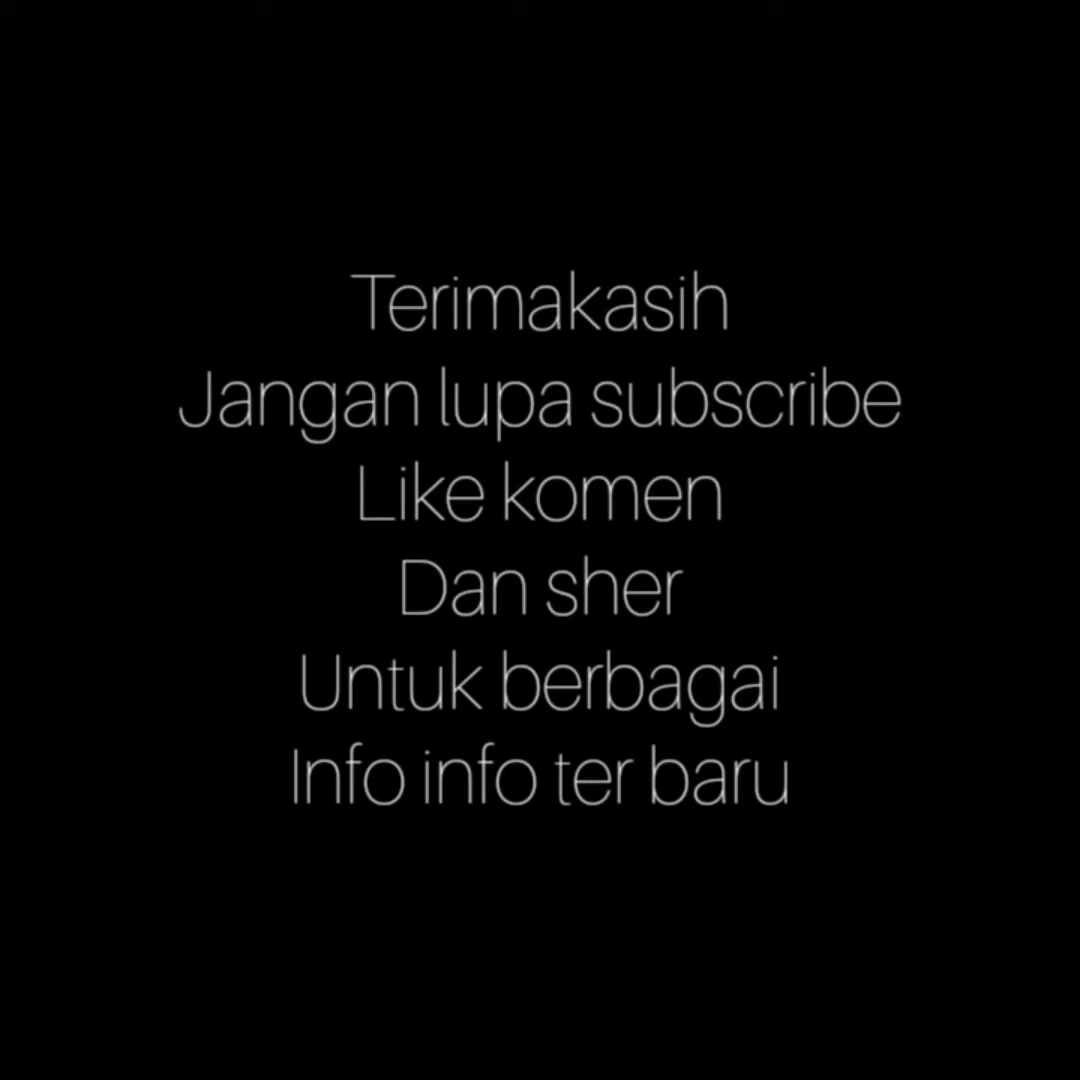 Terimakasih
Jangan lupa subscribe
Like komen
Dan sher
Untuk berbagai
Info info ter baru